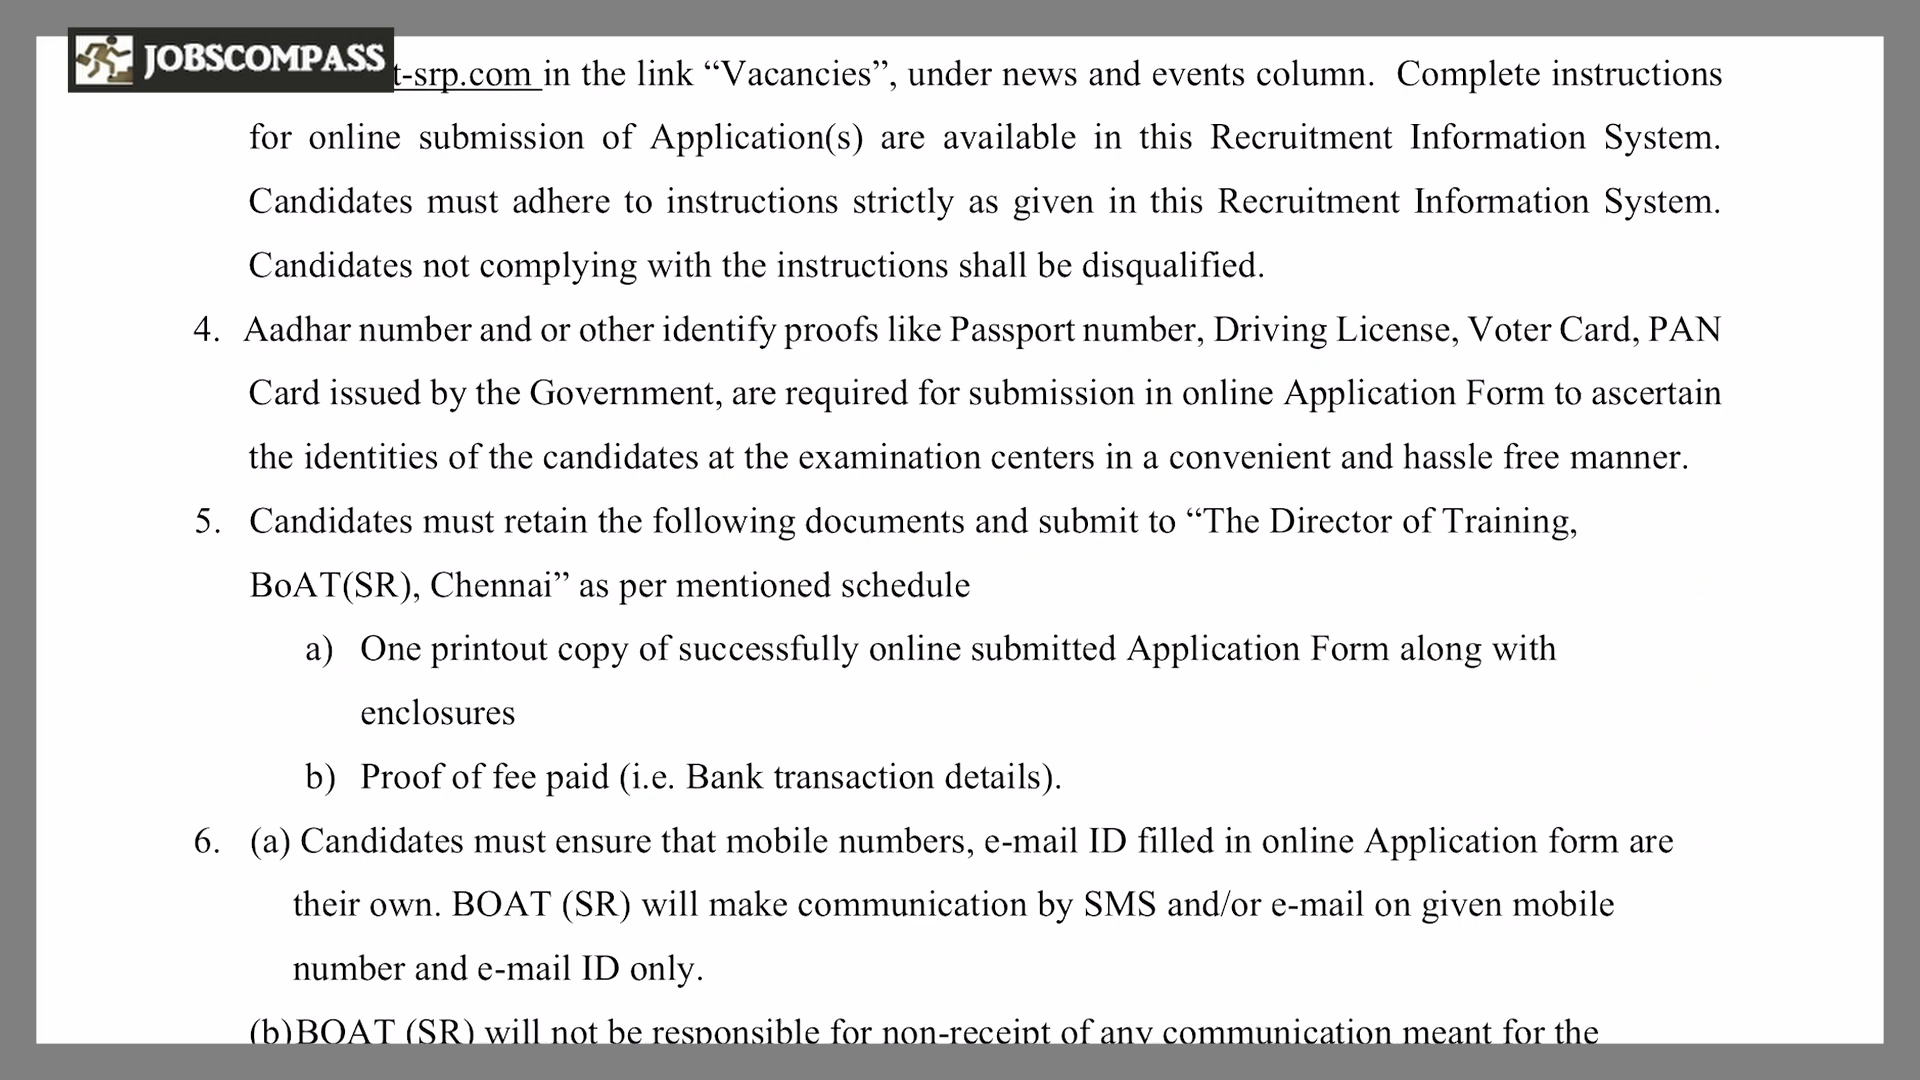 JOBSCOMPASS
t-srp.com in the link “Vacancies”, under news and events column. Complete instructions
for online submission of Application(s) are available in this Recruitment Information System.
Candidates must adhere to instructions strictly as given in this Recruitment Information System.
Candidates not complying with the instructions shall be disqualified.
4. Aadhar number and or other identify proofs like Passport number, Driving License, Voter Card, PAN
Card issued by the Government, are required for submission in online Application Form to ascertain
the identities of the candidates at the examination centers in a convenient and hassle free manner.
5. Candidates must retain the following documents and submit to “The Director of Training,
BoAT(SR), Chennai” as per mentioned schedule
a) One printout copy of successfully online submitted Application Form along with
enclosures
b) Proof of fee paid (i.e. Bank transaction details).
6. (a) Candidates must ensure that mobile numbers, e-mail ID filled in online Application form are
their own. BOAT (SR) will make communication by SMS and/or e-mail on given mobile
number and e-mail ID only.
(b)BOAT (SR) will not be responsible for non-receipt of any communication meant for the